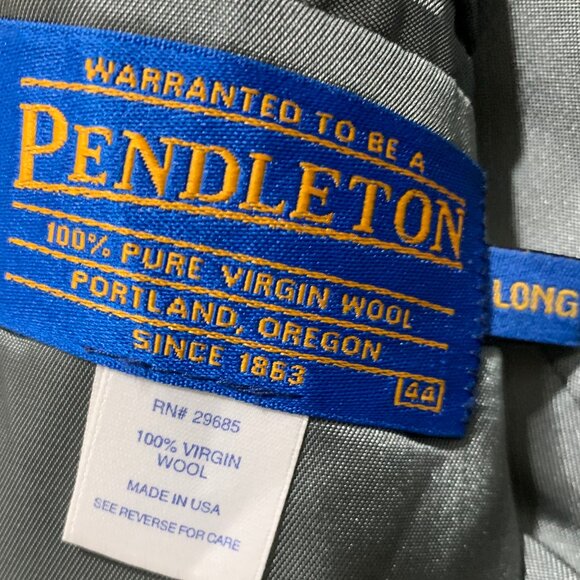 WARRANTED TO BE A
PENDLETON
100% PURE VIRGIN WOOL
PORTLAND, OREGON
SINCE 1863
44
LONG
RN# 29685
100% VIRGIN
WOOL
MADE IN USA
SEE REVERSE FOR CARE